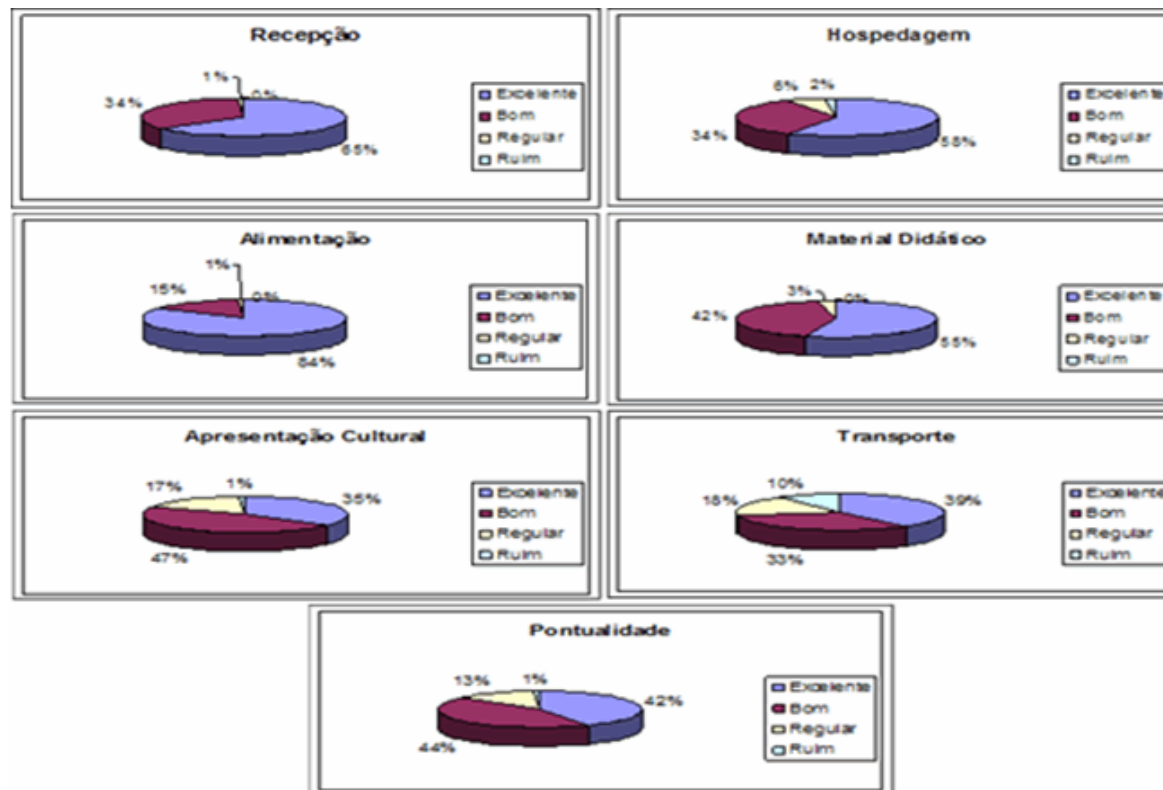 Recepção
1%
0%
34%
65%
Excelente
Bom
Regular
Ruim
Hospedagem
6%
2%
34%
58%
Excelente
Bom
Regular
Ruim
Alimentação
1%
15%
0%
84%
Excelente
Bom
Regular
Ruim
Material Didático
3%
0%
42%
55%
Excelente
Bom
Regular
Ruim
Apresentação Cultural
17%
1%
35%
47%
Excelente
Bom
Regular
Ruim
Transporte
10%
18%
39%
33%
Excelente
Bom
Regular
Ruim
Pontualidade
13%
1%
42%
44%
Excelente
Bom
Regular
Ruim